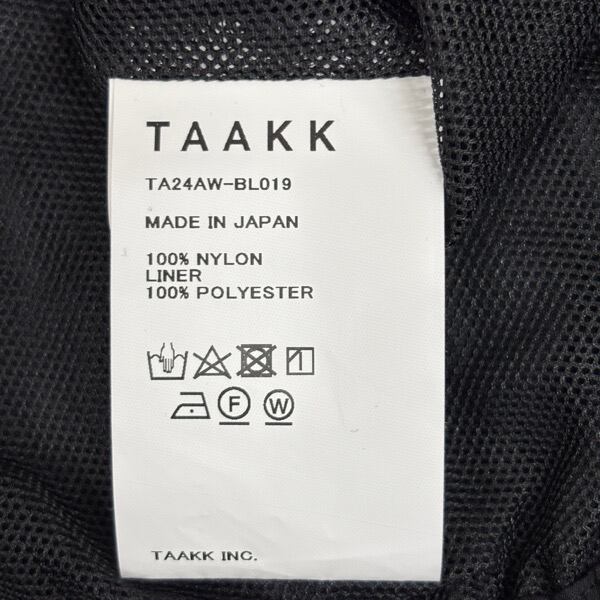 TAAKK
TA24AW-BL019
MADE IN JAPAN
100% NYLON
LINER
100% POLYESTER
F
W
TAAKK INC.